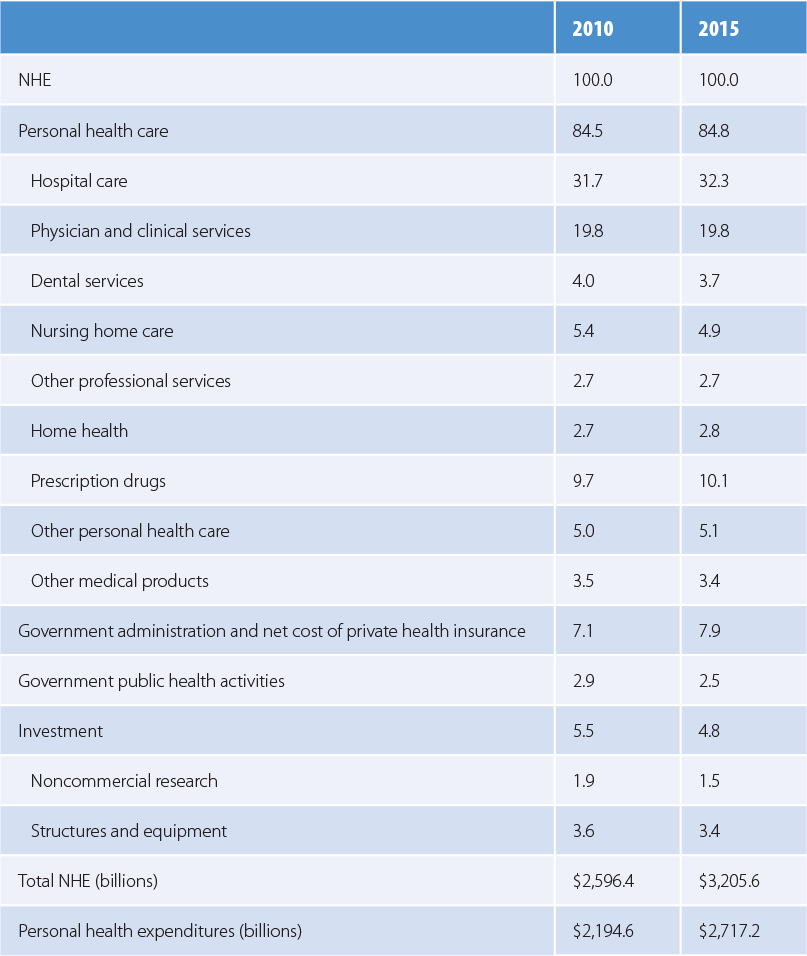 2010 2015
NHE 100.0 100.0
Personal health care 84.5 84.8
Hospital care 31.7 32.3
Physician and clinical services 19.8 19.8
Dental services 4.0 3.7
Nursing home care 5.4 4.9
Other professional services 2.7 2.7
Home health 2.7 2.8
Prescription drugs 9.7 10.1
Other personal health care 5.0 5.1
Other medical products 3.5 3.4
Government administration and net cost of private health insurance 7.1 7.9
Government public health activities 2.9 2.5
Investment 5.5 4.8
Noncommercial research 1.9 1.5
Structures and equipment 3.6 3.4
Total NHE (billions) $2,596.4 $3,205.6
Personal health expenditures (billions) $2,194.6 $2,717.2